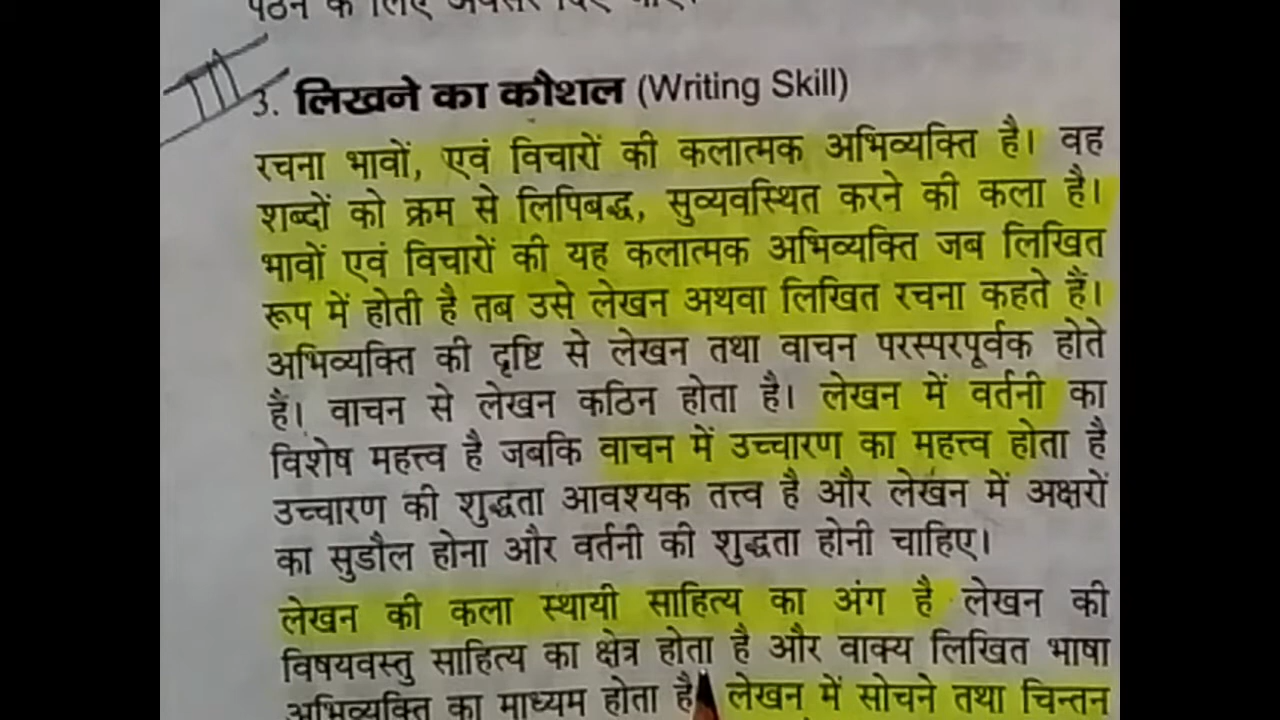 पठन के लिए अवसर दिए जाएँ।
3. लिखने का कौशल (Writing Skill)
रचना भावों, एवं विचारों की कलात्मक अभिव्यक्ति है। वह
शब्दों को क्रम से लिपिबद्ध, सुव्यवस्थित करने की कला है।
भावों एवं विचारों की यह कलात्मक अभिव्यक्ति जब लिखित
रूप में होती है तब उसे लेखन अथवा लिखित रचना कहते हैं।
अभिव्यक्ति की दृष्टि से लेखन तथा वाचन परस्परपूर्वक होते
हैं। वाचन से लेखन कठिन होता है। लेखन में वर्तनी का
विशेष महत्त्व है जबकि वाचन में उच्चारण का महत्त्व होता है
उच्चारण की शुद्धता आवश्यक तत्त्व है और लेखन में अक्षरों
का सुडौल होना और वर्तनी की शुद्धता होनी चाहिए।
लेखन की कला स्थायी साहित्य का अंग है लेखन की
विषयवस्तु साहित्य का क्षेत्र होता है और वाक्य लिखित भाषा
अभिव्यक्ति का माध्यम होता है लेखन में सोचने तथा चिन्तन